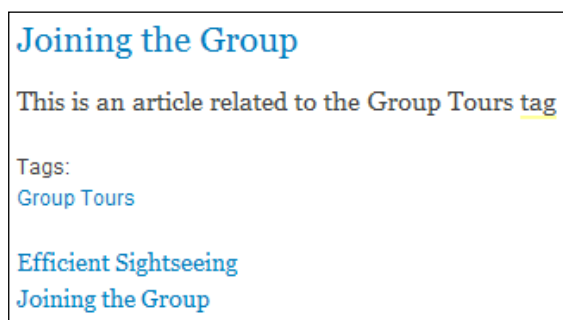 Joining the Group
This is an article related to the Group Tours tag
Tags:
Group Tours
Efficient Sightseeing
Joining the Group